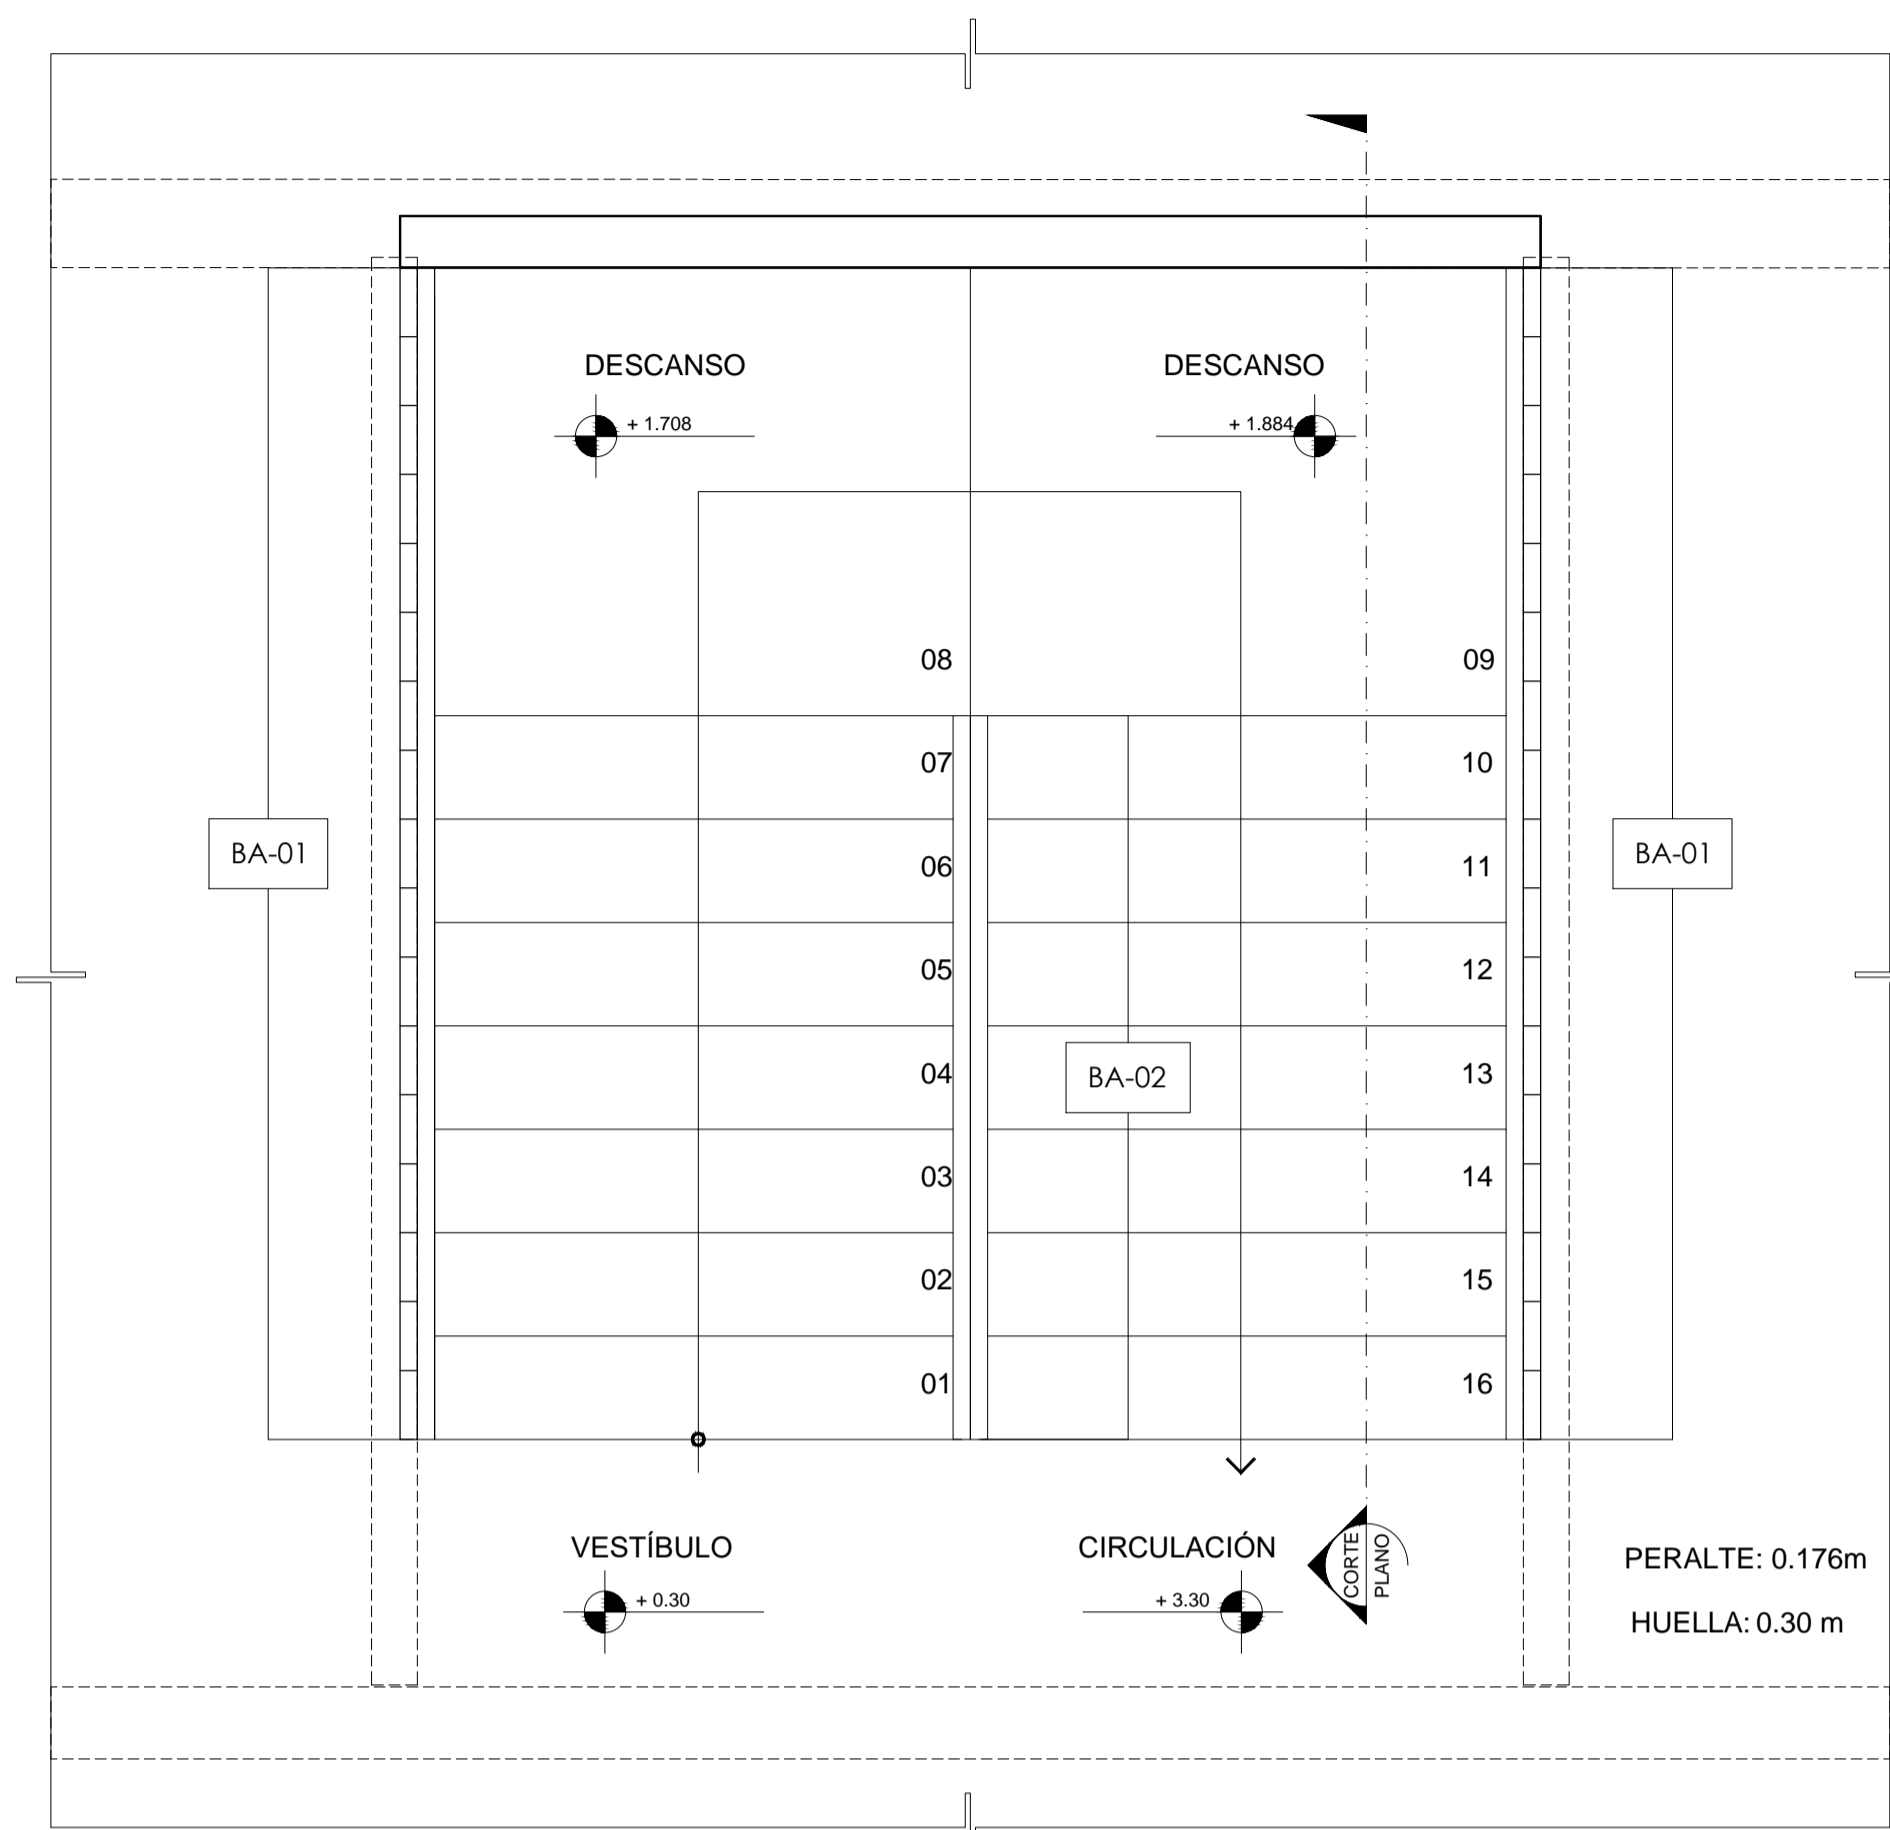 DESCANSO
DESCANSO
+ 1.708
+ 1.884
08
09
07
10
BA-01
BA-01
06
11
05
12
04
13
BA-02
03
14
02
15
01
16
VESTÍBULO
CIRCULACIÓN
CORTE
PLANO
PERALTE: 0.176m
+ 0.30
+ 3.30
HUELLA: 0.30 m